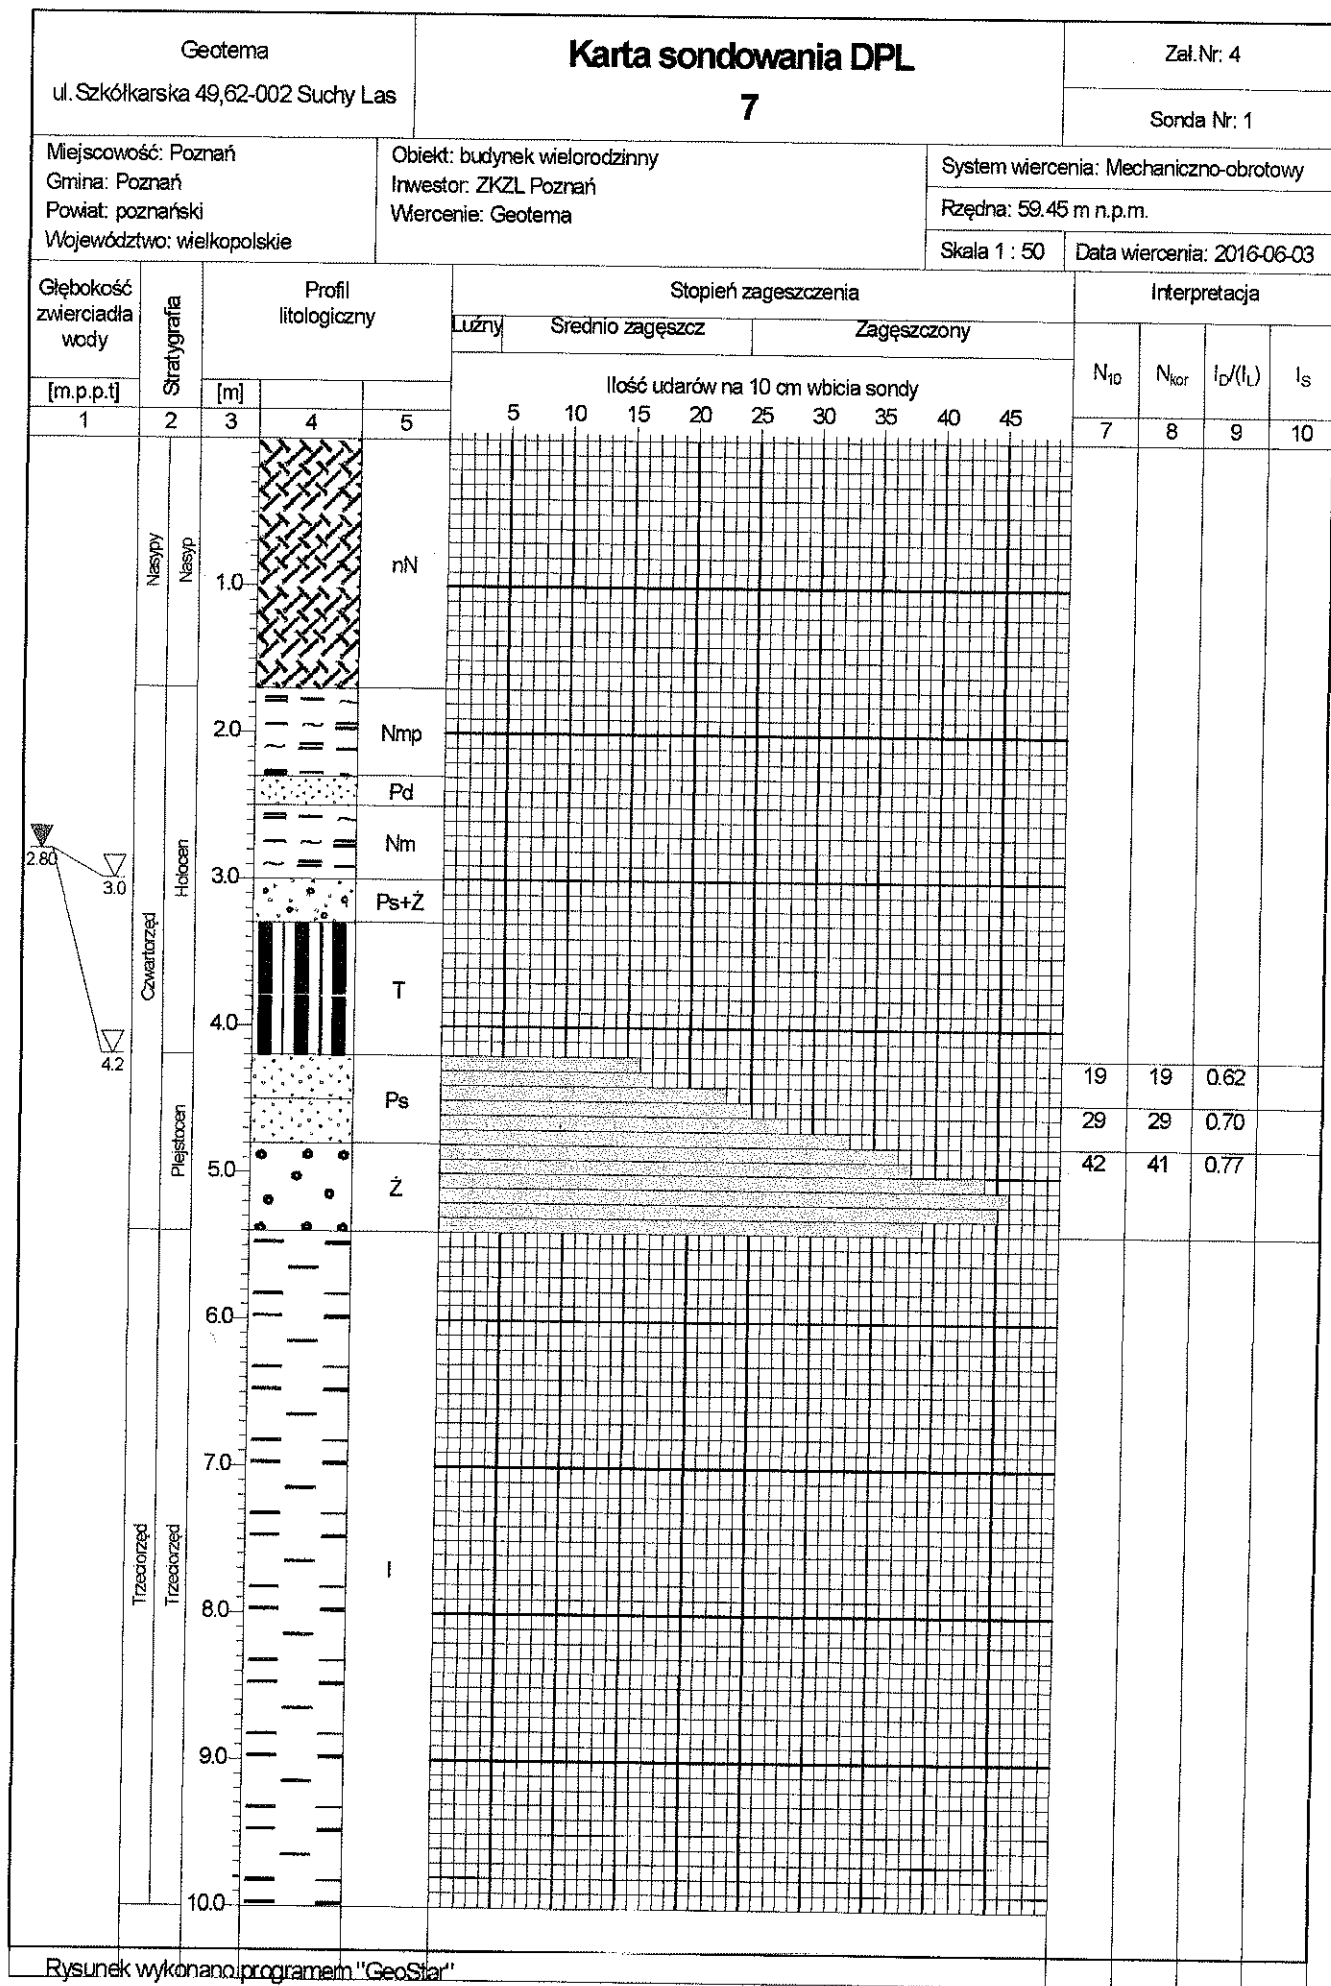 Geotema
ul. Szkółkarska 49,62-002 Suchy Las
Karta sondowania DPL
7
Zał.Nr: 4
Sonda Nr: 1
Miejscowość: Poznań
Gmina: Poznań
Powiat: poznański
Województwo: wielkopolskie
Obiekt: budynek wielorodzinny
Inwestor: ZKZL Poznań
Wiercenie: Geotema
System wiercenia: Mechaniczno-obrotowy
Rzędna: 59.45 m n.p.m.
Skala 1 : 50
Data wiercenia: 2016-06-03
Głębokość
zwierciadła
wody
[m.p.p.t]
Stratygrafia
Profil
litologiczny
[m]
Stopień zageszczenia
Luźny
Srednio zagęszcz
Zagęszczony
Ilość udarów na 10 cm wbicia sondy
5 10 15 20 25 30 35 40 45
Interpretacja
N10
Nkor
ID/(IL)
IS
1 2 3 4 5 7 8 9 10
Nasypy
Nasyp
nN
1.0
2.0
Nmp
Pd
Nm
2.80
3.0
3.0
Ps+Ż
Holocen
Czwartorzęd
T
4.0
4.2
Ps
19 19 0.62
29 29 0.70
42 41 0.77
Plejstocen
5.0
Ż
6.0
7.0
Trzeciorzęd
Trzeciorzęd
I
8.0
9.0
10.0
Rysunek wykonano programem "GeoStar"